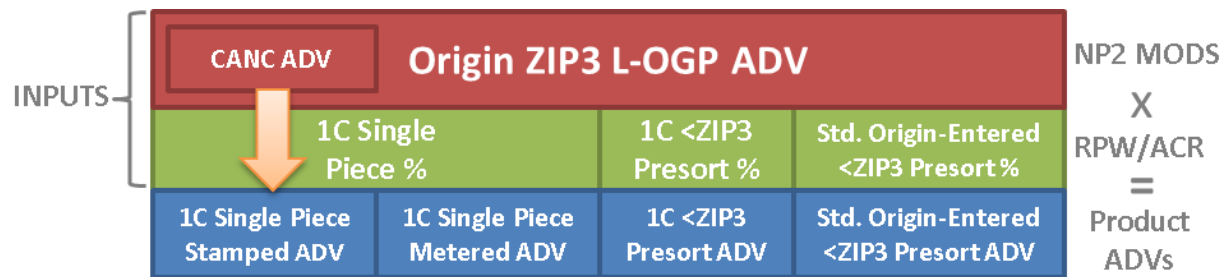 INPUTS
CANC ADV
Origin ZIP3 L-OGP ADV
NP2 MODS
X
1C Single
Piece %
1C <ZIP3
Presort %
Std. Origin-Entered
<ZIP3 Presort %
RPW/ACR
=
1C Single Piece
Stamped ADV
1C Single Piece
Metered ADV
1C <ZIP3
Presort ADV
Std. Origin-Entered
<ZIP3 Presort ADV
Product
ADVs